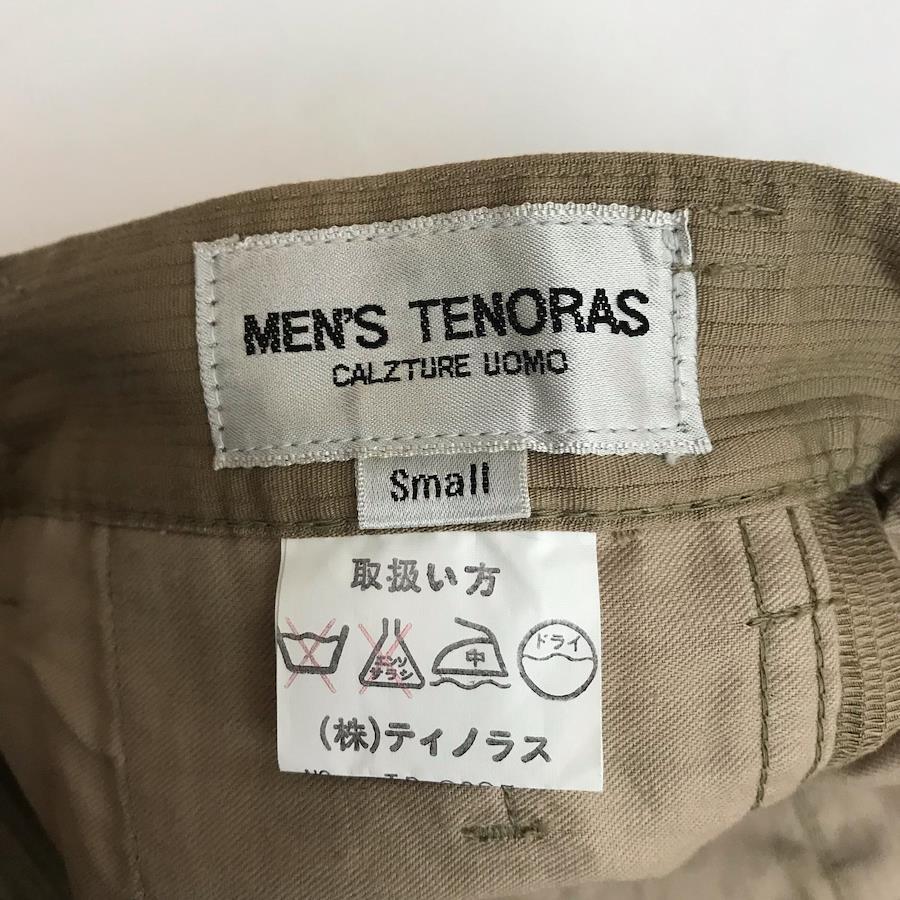 MEN'S TENORAS
CALZTURE UOMO
Small
取扱い方
エンソ
サラシ
中
ドライ
(株)ティノラス